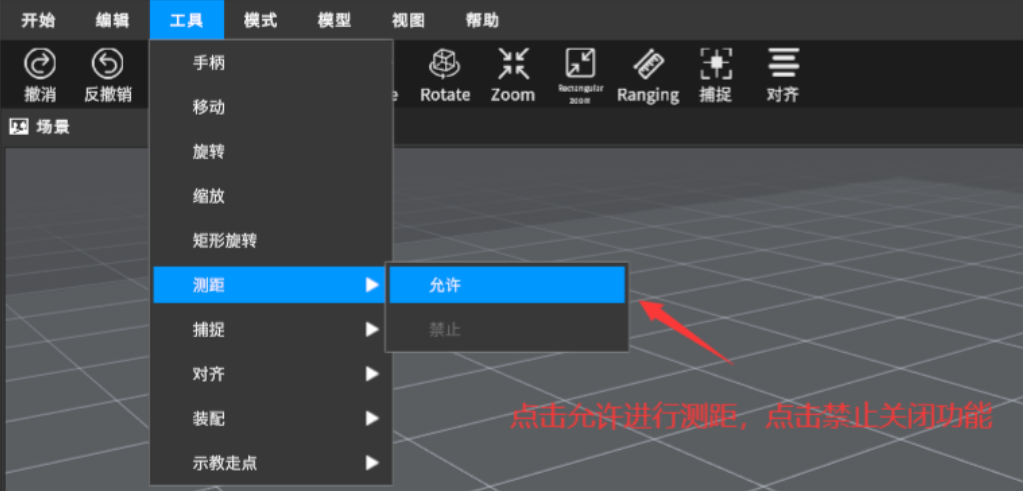 开始 编辑 工具 模式 模型 视图 帮助
撤消 反撤销 e Rotate Zoom Rectangular zoom Ranging 捕捉 对齐
场景
手柄
移动
旋转
缩放
矩形旋转
测距 允许
捕捉 禁止
对齐
装配
示教走点
点击允许进行测距，点击禁止关闭功能